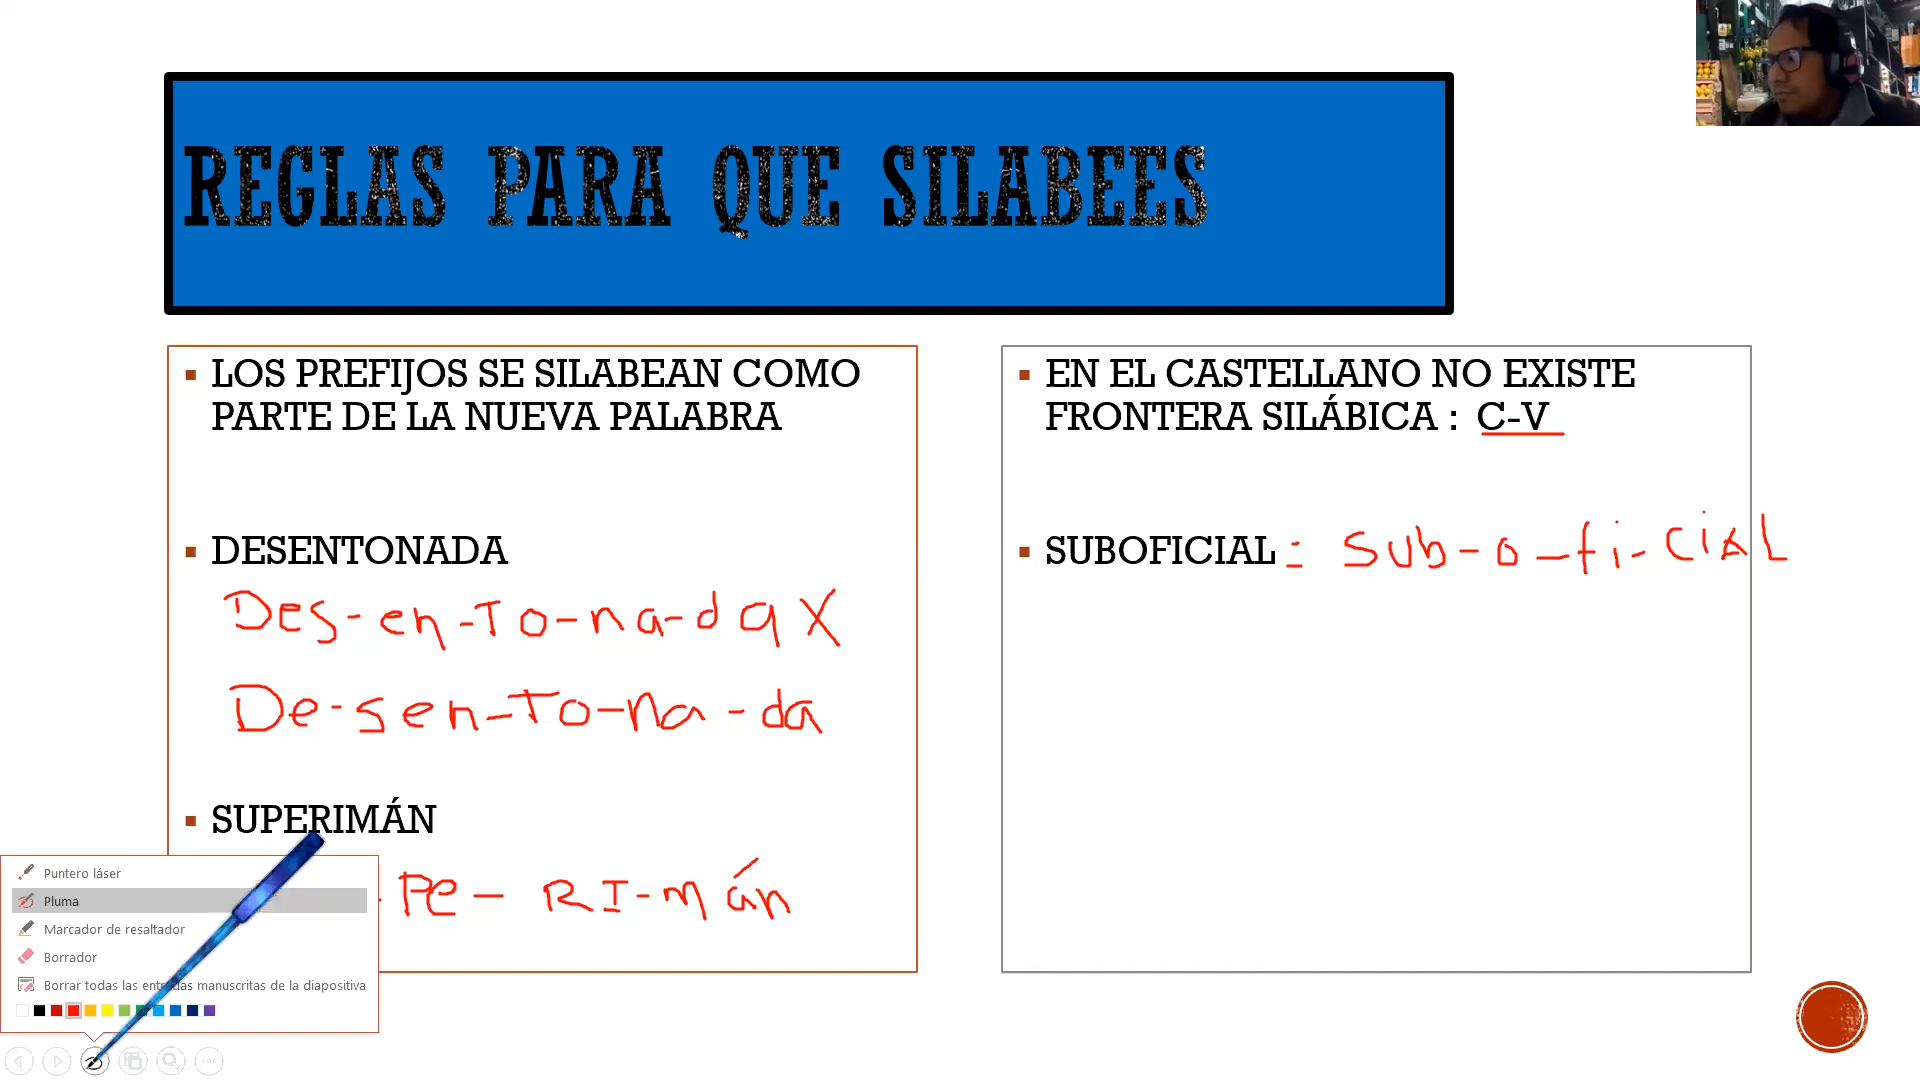 REGLAS PARA QUE SILABEES
LOS PREFIJOS SE SILABEAN COMO
PARTE DE LA NUEVA PALABRA
DESENTONADA
Des-en-To-na-da X
De-sen-To-na-da
SUPERIMÁN
- Pe - RI-mán
EN EL CASTELLANO NO EXISTE
FRONTERA SILÁBICA : C-V
SUBOFICIAL = Sub-o-fi-ciaL
Puntero láser
Pluma
Marcador de resaltador
Borrador
Borrar todas las entradas manuscritas de la diapositiva